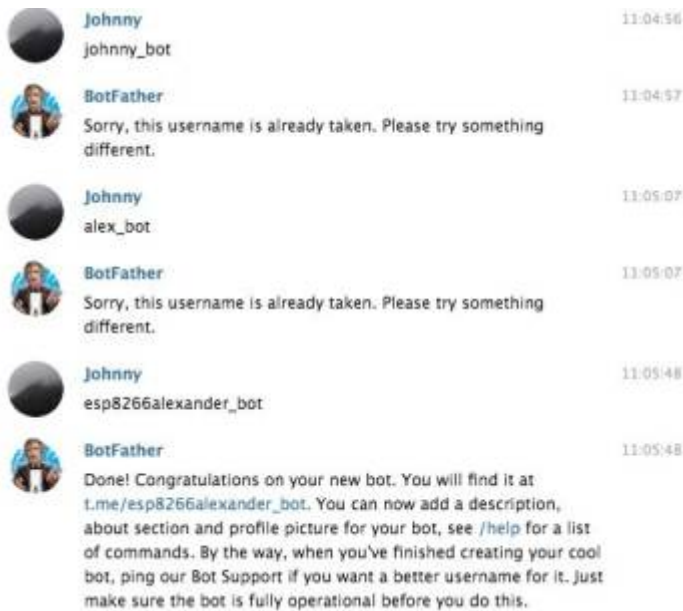 Johnny 11:04:56
johnny_bot
BotFather 11:04:57
Sorry, this username is already taken. Please try something
different.
Johnny 11:05:07
alex_bot
BotFather 11:05:07
Sorry, this username is already taken. Please try something
different.
Johnny 11:05:48
esp8266alexander_bot
BotFather 11:05:48
Done! Congratulations on your new bot. You will find it at
t.me/esp8266alexander_bot. You can now add a description,
about section and profile picture for your bot, see /help for a list
of commands. By the way, when you've finished creating your cool
bot, ping our Bot Support if you want a better username for it. Just
make sure the bot is fully operational before you do this.